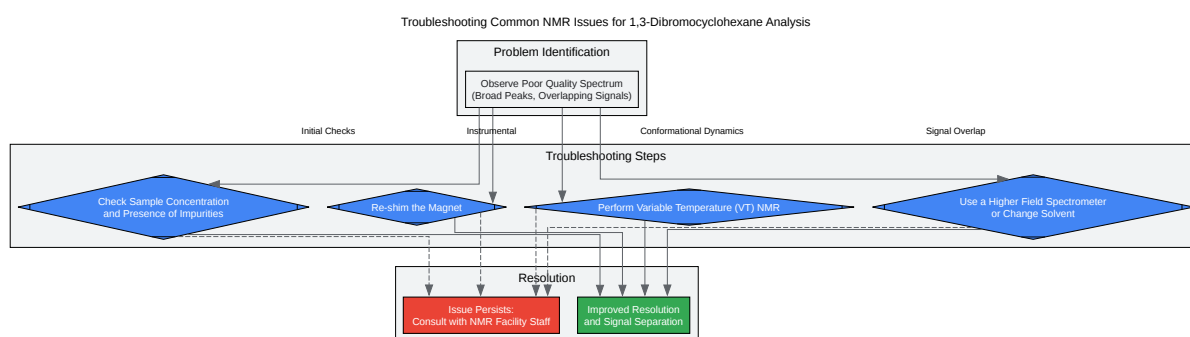 Troubleshooting Common NMR Issues for 1,3-Dibromocyclohexane Analysis
Problem Identification
Observe Poor Quality Spectrum
(Broad Peaks, Overlapping Signals)
Initial Checks
Instrumental
Conformational Dynamics
Signal Overlap
Troubleshooting Steps
Check Sample Concentration
and Presence of Impurities
Re-shim the Magnet
Perform Variable Temperature (VT) NMR
Use a Higher Field Spectrometer
or Change Solvent
Resolution
Issue Persists:
Consult with NMR Facility Staff
Improved Resolution
and Signal Separation